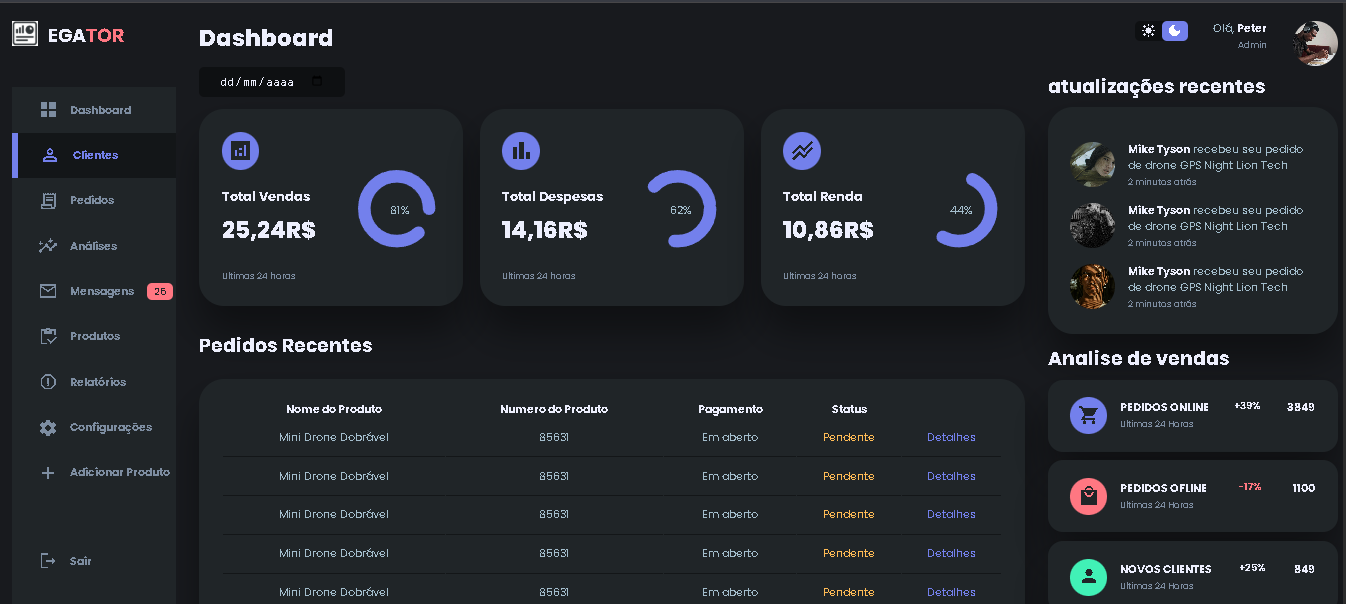 EGATOR
Dashboard
Clientes
Pedidos
Análises
Mensagens 26
Produtos
Relatórios
Configurações
Adicionar Produto
Sair
Dashboard
dd/mm/aaaa
Total Vendas
25,24R$
81%
Ultimas 24 horas
Total Despesas
14,16R$
62%
Ultimas 24 horas
Total Renda
10,86R$
44%
Ultimas 24 horas
Pedidos Recentes
Nome do Produto Numero do Produto Pagamento Status
Mini Drone Dobrável 85631 Em aberto Pendente Detalhes
Mini Drone Dobrável 85631 Em aberto Pendente Detalhes
Mini Drone Dobrável 85631 Em aberto Pendente Detalhes
Mini Drone Dobrável 85631 Em aberto Pendente Detalhes
Mini Drone Dobrável 85631 Em aberto Pendente Detalhes
Olá, Peter
Admin
atualizações recentes
Mike Tyson recebeu seu pedido
de drone GPS Night Lion Tech
2 minutos atrás
Mike Tyson recebeu seu pedido
de drone GPS Night Lion Tech
2 minutos atrás
Mike Tyson recebeu seu pedido
de drone GPS Night Lion Tech
2 minutos atrás
Analise de vendas
PEDIDOS ONLINE +39% 3849
Ultimas 24 Horas
PEDIDOS OFLINE -17% 1100
Ultimas 24 Horas
NOVOS CLIENTES +25% 849
Ultimas 24 Horas